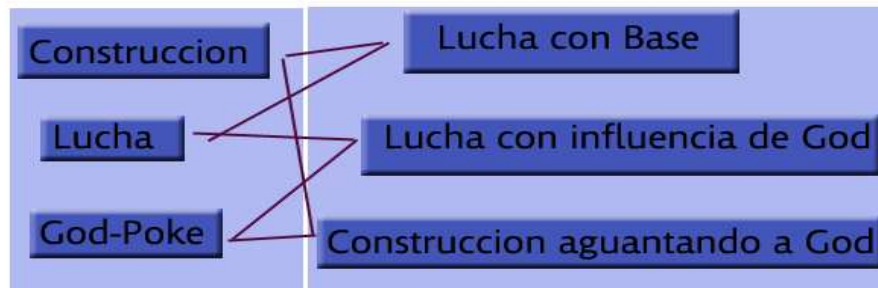 Construccion
Lucha
God-Poke
Lucha con Base
Lucha con influencia de God
Construccion aguantando a God